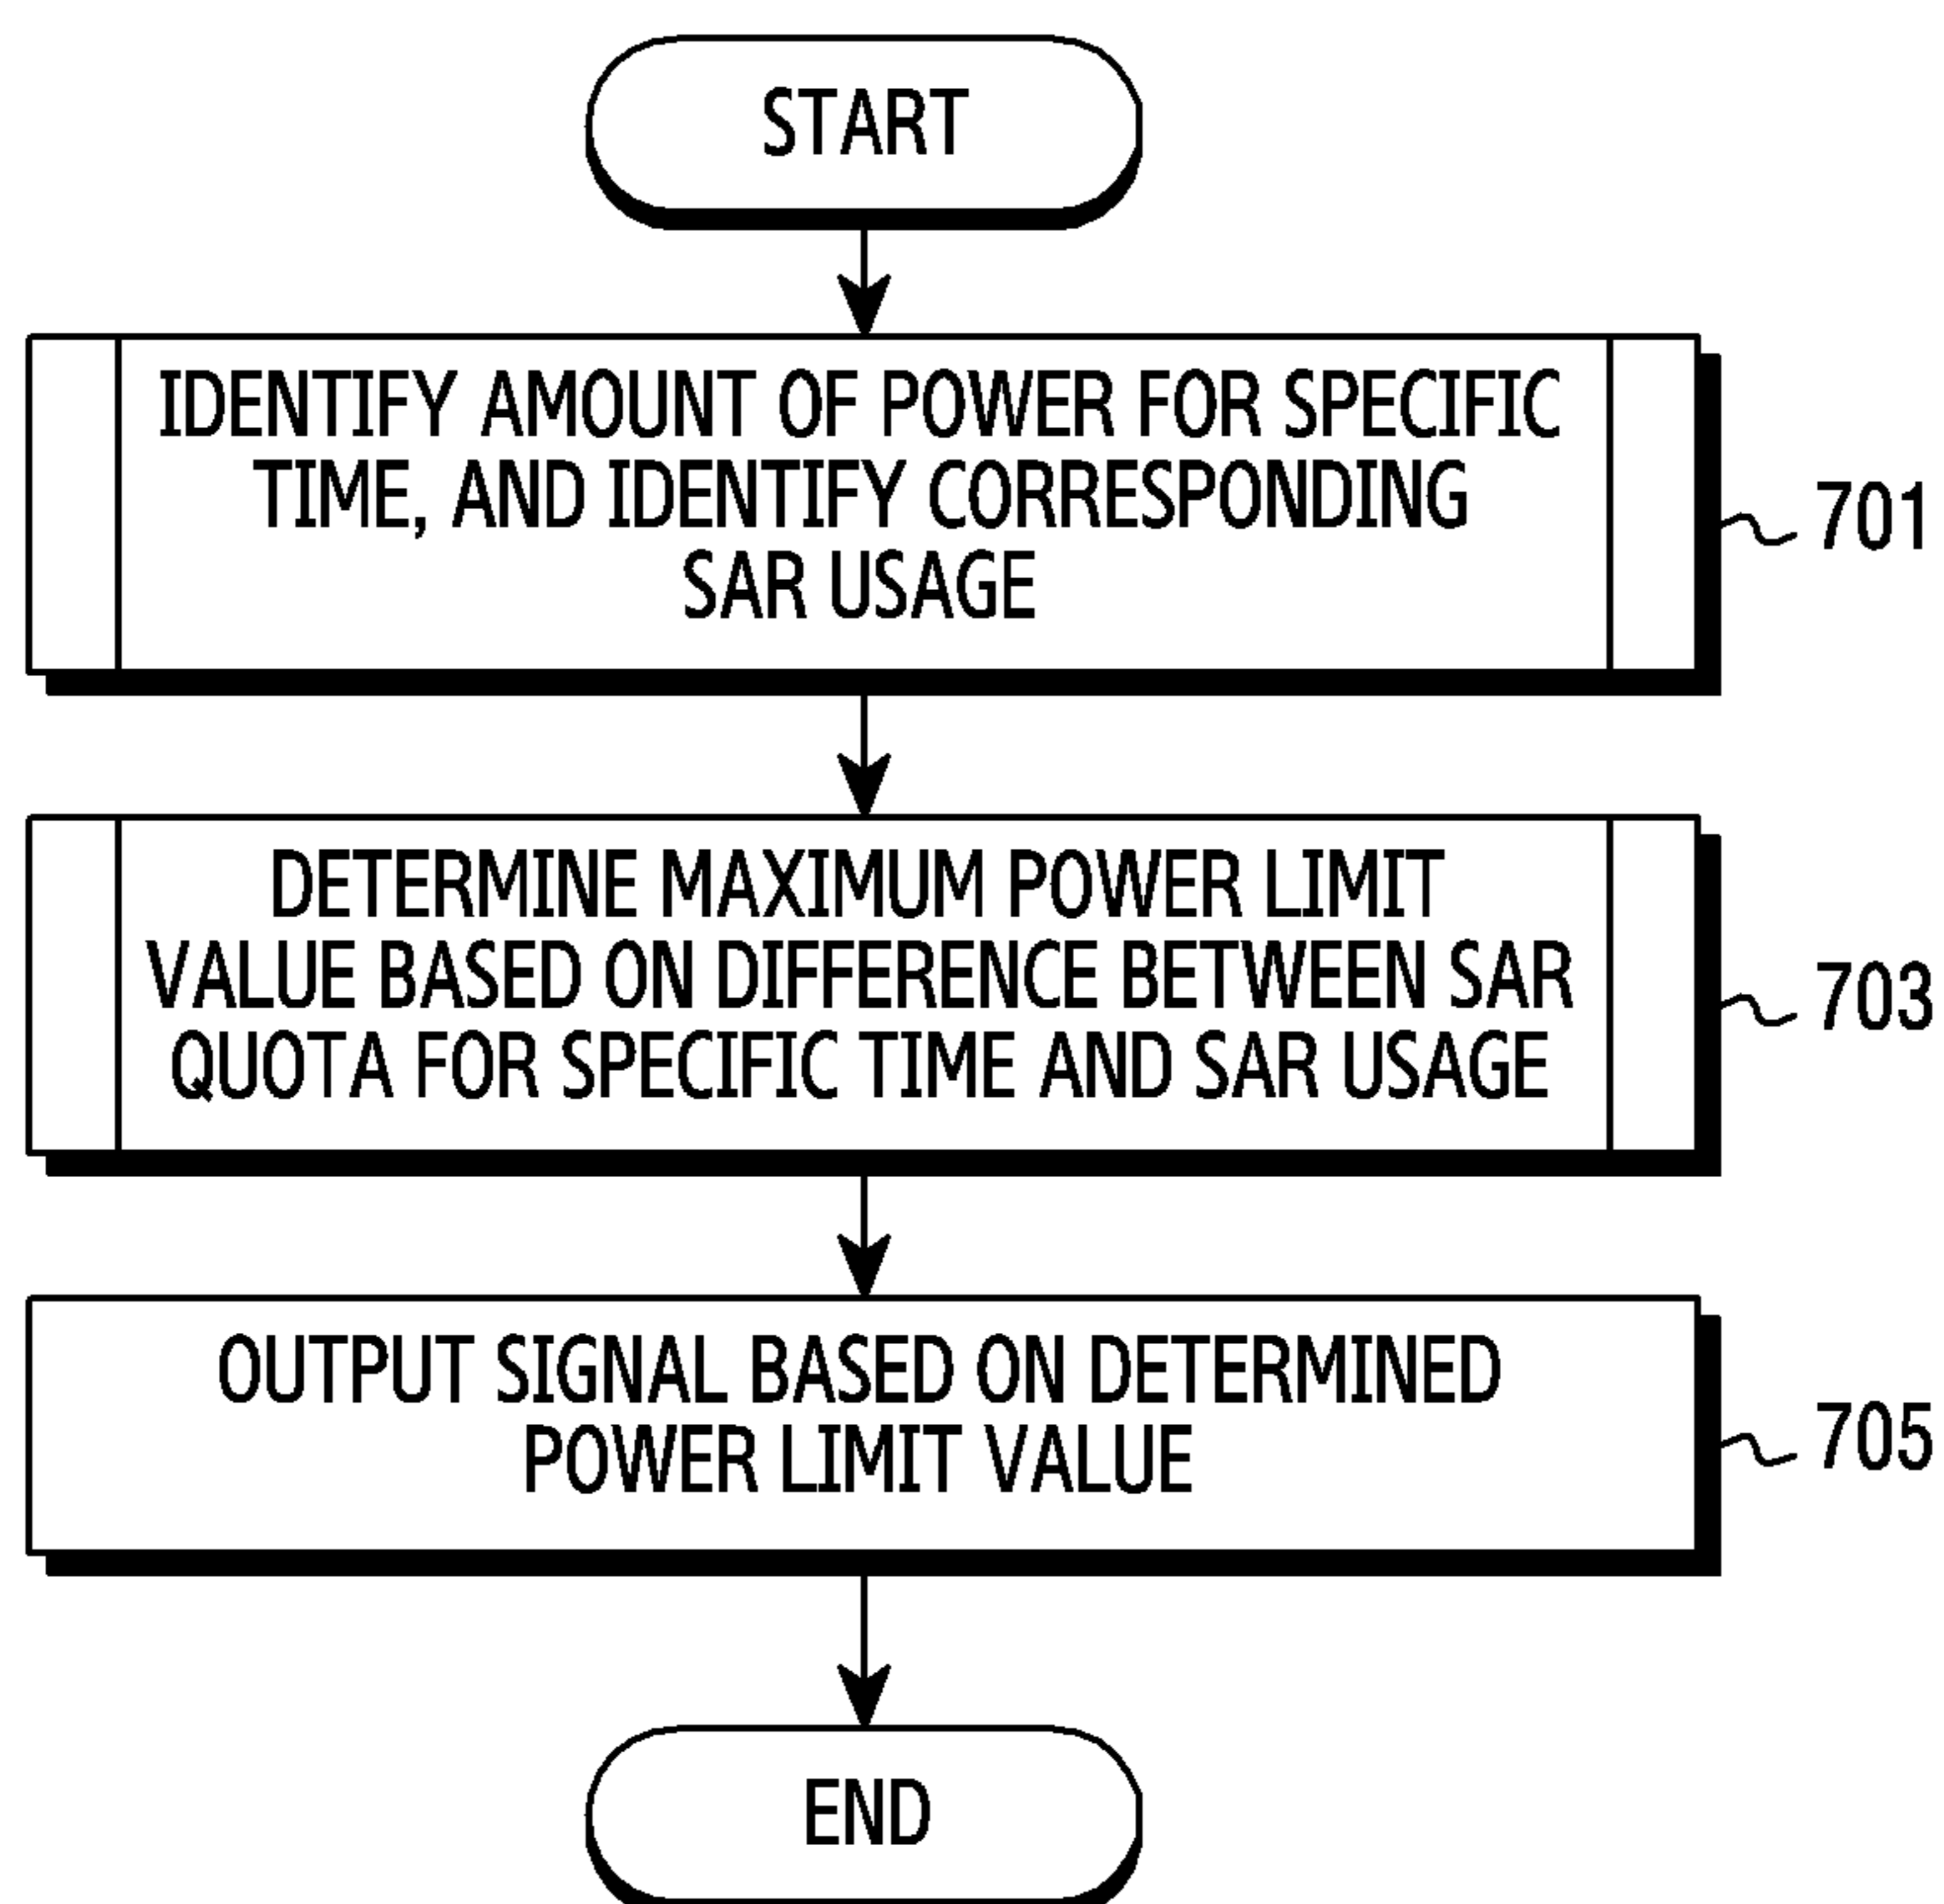 START
IDENTIFY AMOUNT OF POWER FOR SPECIFIC
TIME, AND IDENTIFY CORRESPONDING
SAR USAGE
701
DETERMINE MAXIMUM POWER LIMIT
VALUE BASED ON DIFFERENCE BETWEEN SAR
QUOTA FOR SPECIFIC TIME AND SAR USAGE
703
OUTPUT SIGNAL BASED ON DETERMINED
POWER LIMIT VALUE
705
END